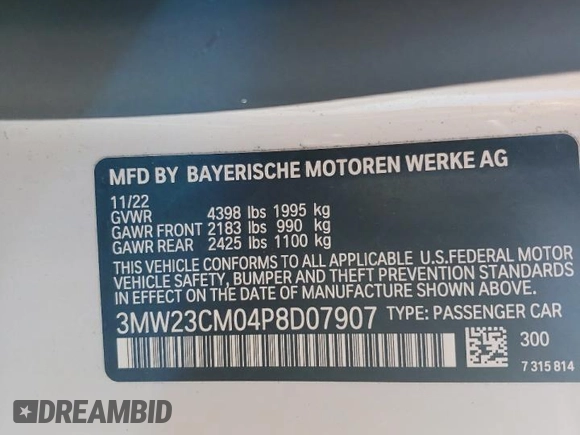 MFD BY BAYERISCHE MOTOREN WERKE AG
11/22
GVWR 4398 lbs 1995 kg
GAWR FRONT 2183 lbs 990 kg
GAWR REAR 2425 lbs 1100 kg
THIS VEHICLE CONFORMS TO ALL APPLICABLE U.S.FEDERAL MOTOR
VEHICLE SAFETY, BUMPER AND THEFT PREVENTION STANDARDS
IN EFFECT ON THE DATE OF MANUFACTURE SHOWN ABOVE.
3MW23CM04P8D07907 TYPE: PASSENGER CAR
300
7 315 814
DREAMBID